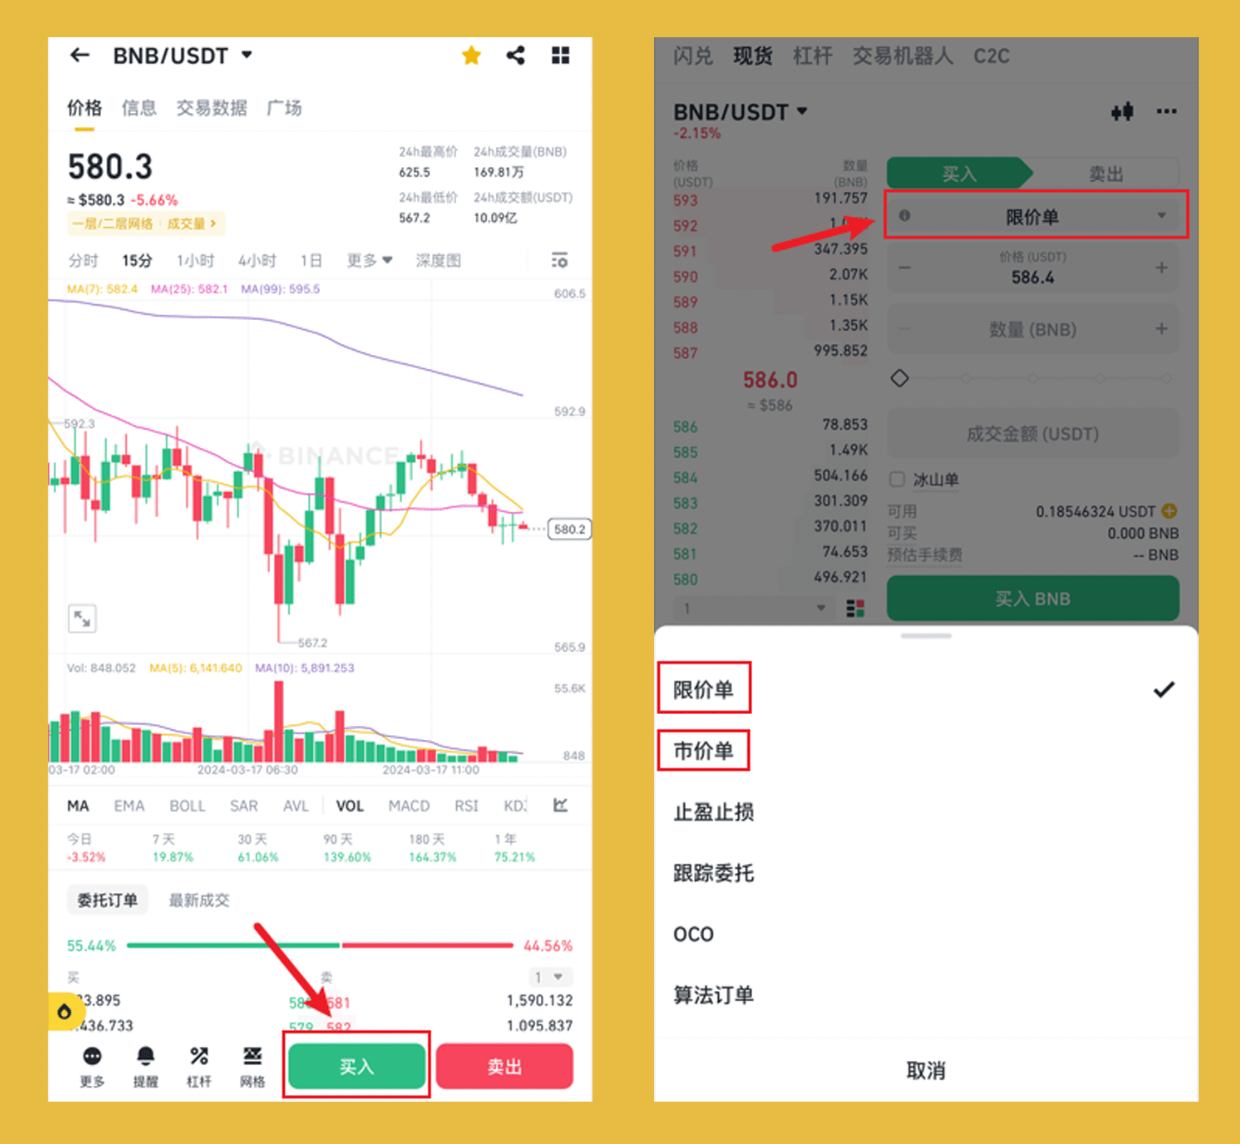 BNB/USDT
价格 信息 交易数据 广场
580.3
≈ $580.3 -5.66%
一层/二层网络 成交量 >
24h最高价 24h成交量(BNB)
625.5 169.81万
24h最低价 24h成交额(USDT)
567.2 10.09亿
分时 15分 1小时 4小时 1日 更多 深度图
MA(7): 582.4 MA(25): 582.1 MA(99): 595.5
606.5
592.9
592.3
BINANCE
580.2
567.2
565.9
Vol: 848.052 MA(5): 6,141.640 MA(10): 5,891.253
55.6K
848
03-17 02:00 2024-03-17 06:30 2024-03-17 11:00
MA EMA BOLL SAR AVL VOL MACD RSI KD
今日 7天 30天 90天 180天 1年
-3.52% 19.87% 61.06% 139.60% 164.37% 75.21%
委托订单 最新成交
55.44% 44.56%
买 卖 1
3.895 581 1,590.132
436.733 579 582 1,095.837
更多 提醒 杠杆 网格 买入 卖出
闪兑 现货 杠杆 交易机器人 C2C
BNB/USDT
-2.15%
价格 数量
(USDT) (BNB)
593 191.757
592
591 347.395
590 2.07K
589 1.15K
588 1.35K
587 995.852
586.0
≈ $586
586 78.853
585 1.49K
584 504.166
583 301.309
582 370.011
581 74.653
580 496.921
1
买入 卖出
限价单
价格 (USDT)
− 586.4 +
− 数量 (BNB) +
成交金额 (USDT)
冰山单
可用 0.18546324 USDT
可买 0.000 BNB
预估手续费 -- BNB
买入 BNB
限价单
市价单
止盈止损
跟踪委托
OCO
算法订单
取消